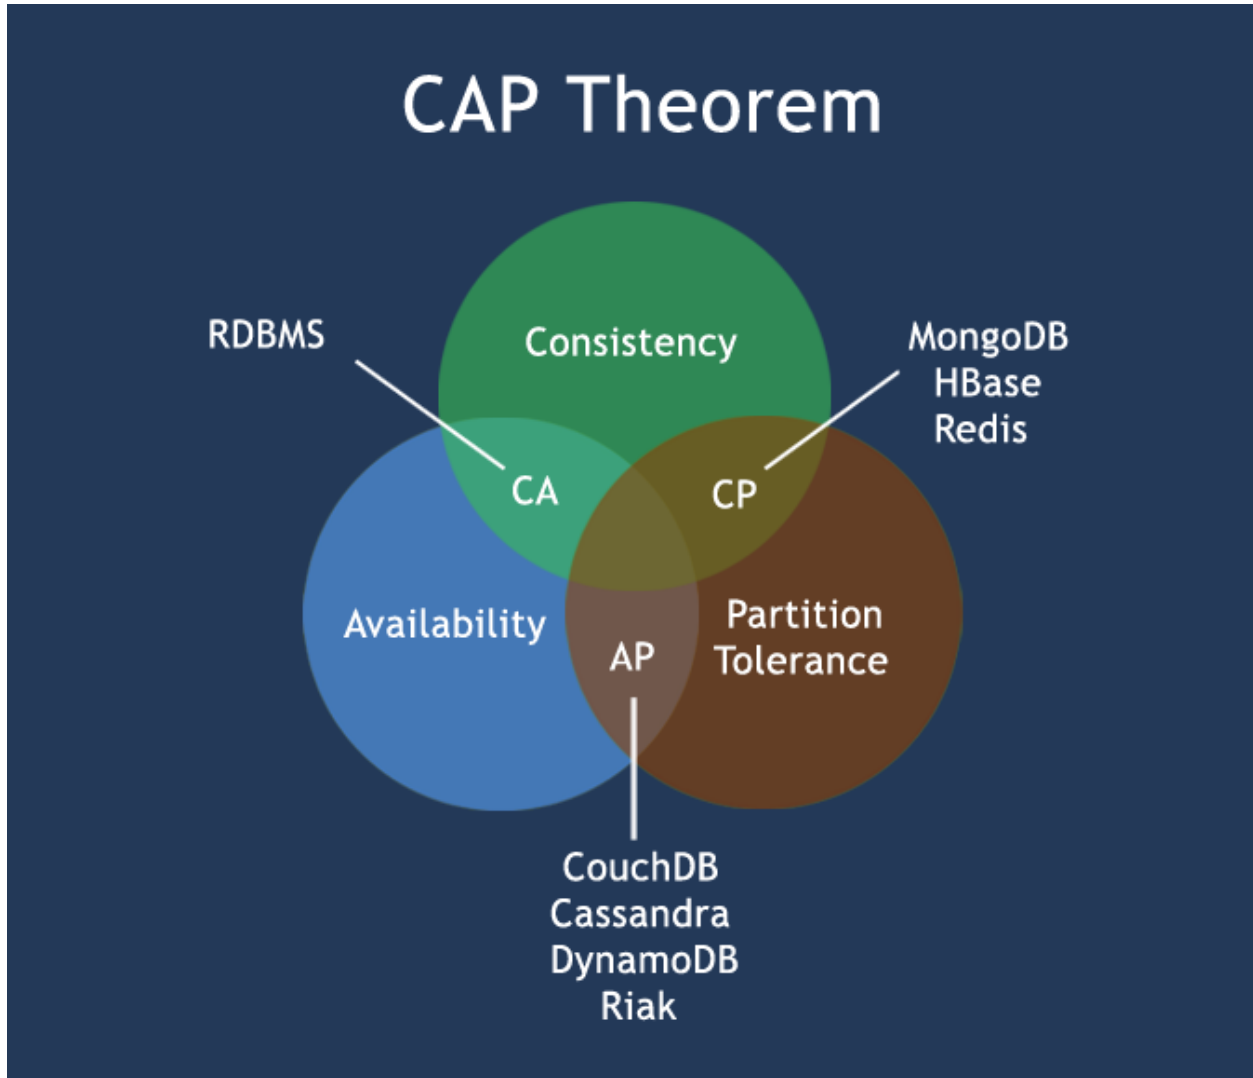 CAP Theorem
RDBMS
Consistency
MongoDB
HBase
Redis
CA
CP
Availability
Partition
Tolerance
AP
CouchDB
Cassandra
DynamoDB
Riak